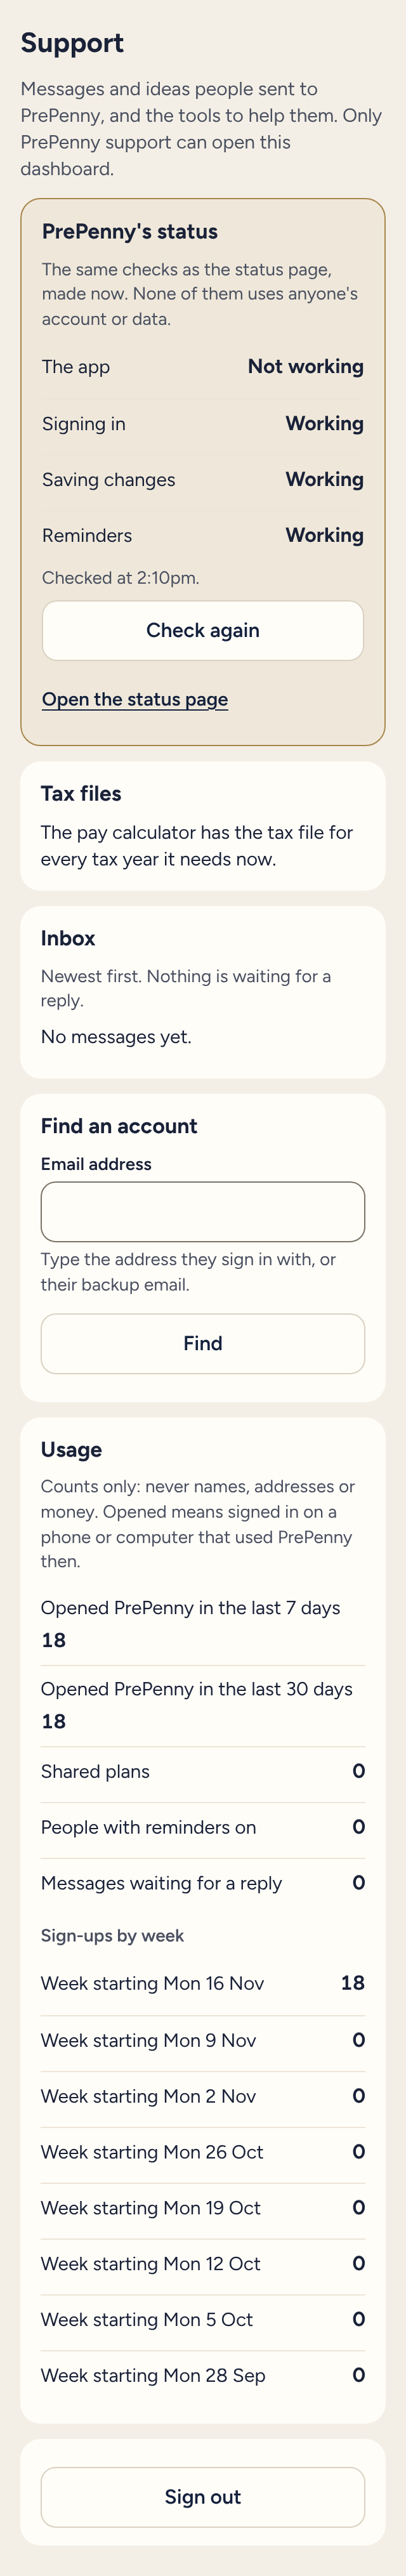 Support
Messages and ideas people sent to
PrePenny, and the tools to help them. Only
PrePenny support can open this
dashboard.
PrePenny's status
The same checks as the status page,
made now. None of them uses anyone's
account or data.
The app Not working
Signing in Working
Saving changes Working
Reminders Working
Checked at 2:10pm.
Check again
Open the status page
Tax files
The pay calculator has the tax file for
every tax year it needs now.
Inbox
Newest first. Nothing is waiting for a
reply.
No messages yet.
Find an account
Email address
Type the address they sign in with, or
their backup email.
Find
Usage
Counts only: never names, addresses or
money. Opened means signed in on a
phone or computer that used PrePenny
then.
Opened PrePenny in the last 7 days
18
Opened PrePenny in the last 30 days
18
Shared plans 0
People with reminders on 0
Messages waiting for a reply 0
Sign-ups by week
Week starting Mon 16 Nov 18
Week starting Mon 9 Nov 0
Week starting Mon 2 Nov 0
Week starting Mon 26 Oct 0
Week starting Mon 19 Oct 0
Week starting Mon 12 Oct 0
Week starting Mon 5 Oct 0
Week starting Mon 28 Sep 0
Sign out